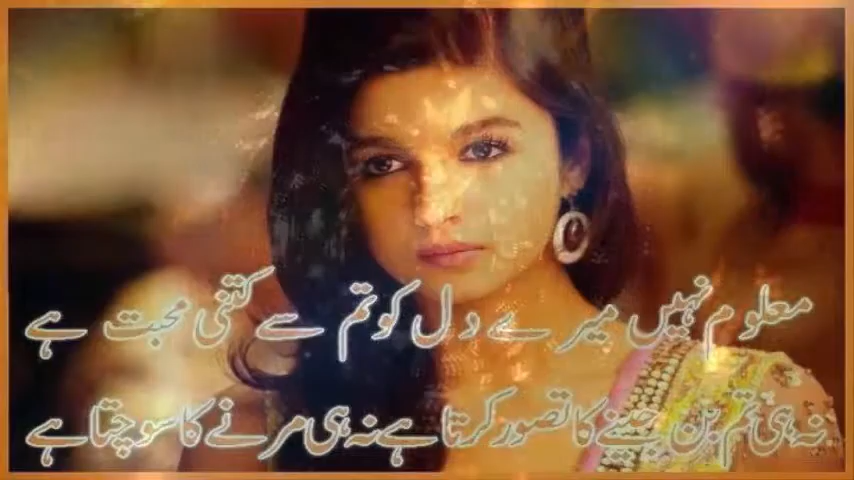 معلوم نہیں میرے دل کو تم سے کتنی محبت ہے
نہ ہی تم بن جینے کا تصور کرتا ہے نہ ہی مرنے کا سوچتا ہے